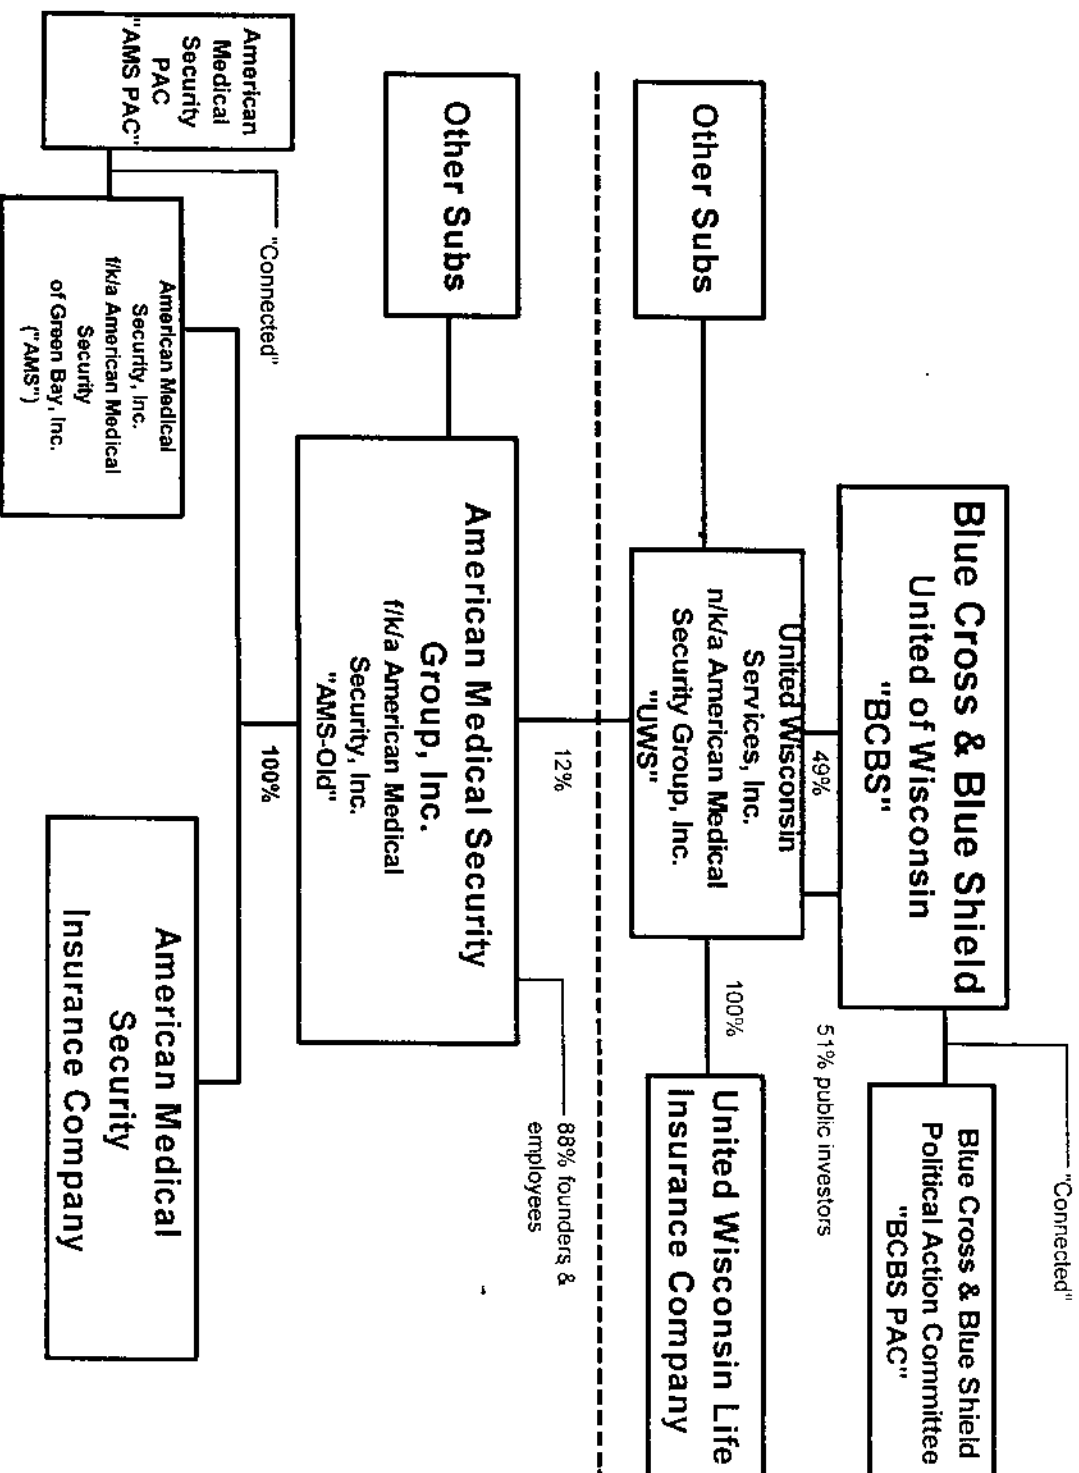 Blue Cross & Blue Shield
United of Wisconsin
"BCBS"
"Connected"
Blue Cross & Blue Shield
Political Action Committee
"BCBS PAC"
49%
51% public investors
Other Subs
United Wisconsin
Services, Inc.
n/k/a American Medical
Security Group, Inc.
"UWS"
100%
United Wisconsin Life
Insurance Company
12%
88% founders &
employees
Other Subs
American Medical Security
Group, Inc.
f/k/a American Medical
Security, Inc.
"AMS-Old"
100%
American
Medical
Security
PAC
"AMS PAC"
"Connected"
American Medical
Security, Inc.
f/k/a American Medical
Security
of Green Bay, Inc.
("AMS")
American Medical
Security
Insurance Company